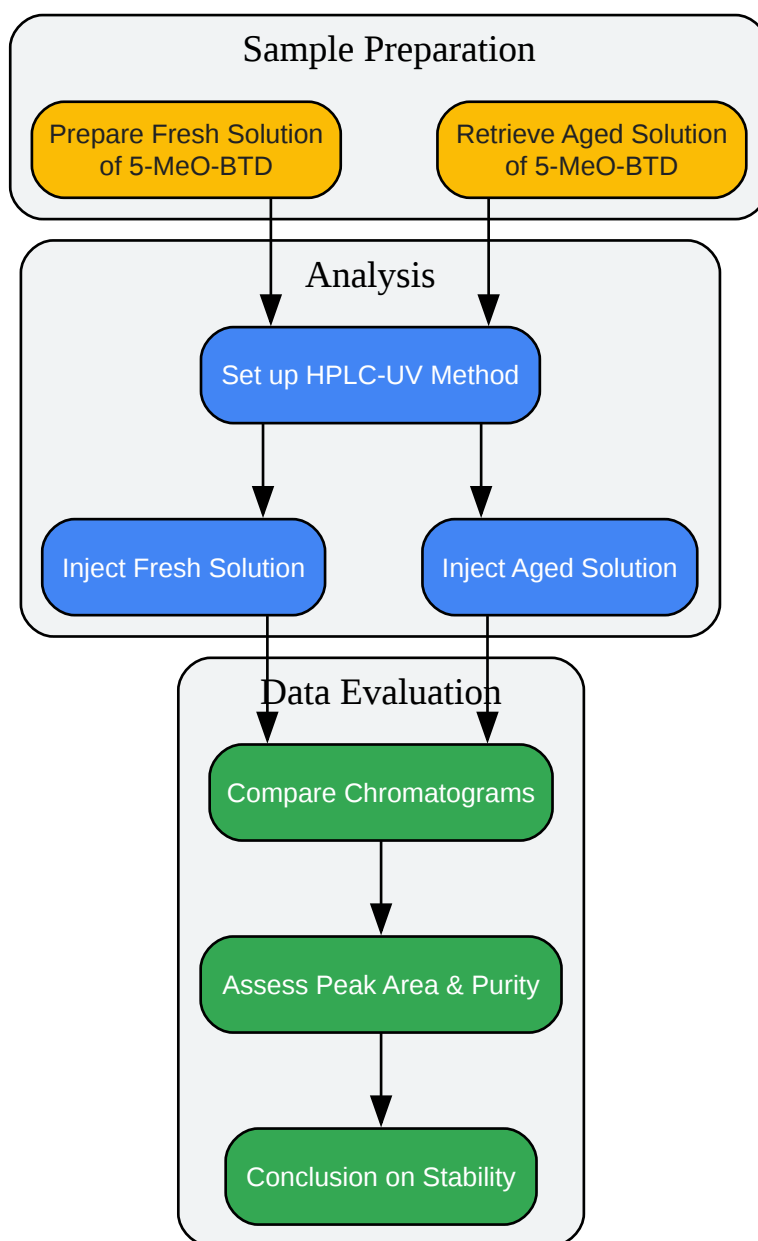 Sample Preparation
Prepare Fresh Solution
of 5-MeO-BTD
Retrieve Aged Solution
of 5-MeO-BTD
Analysis
Set up HPLC-UV Method
Inject Fresh Solution
Inject Aged Solution
Data Evaluation
Compare Chromatograms
Assess Peak Area & Purity
Conclusion on Stability